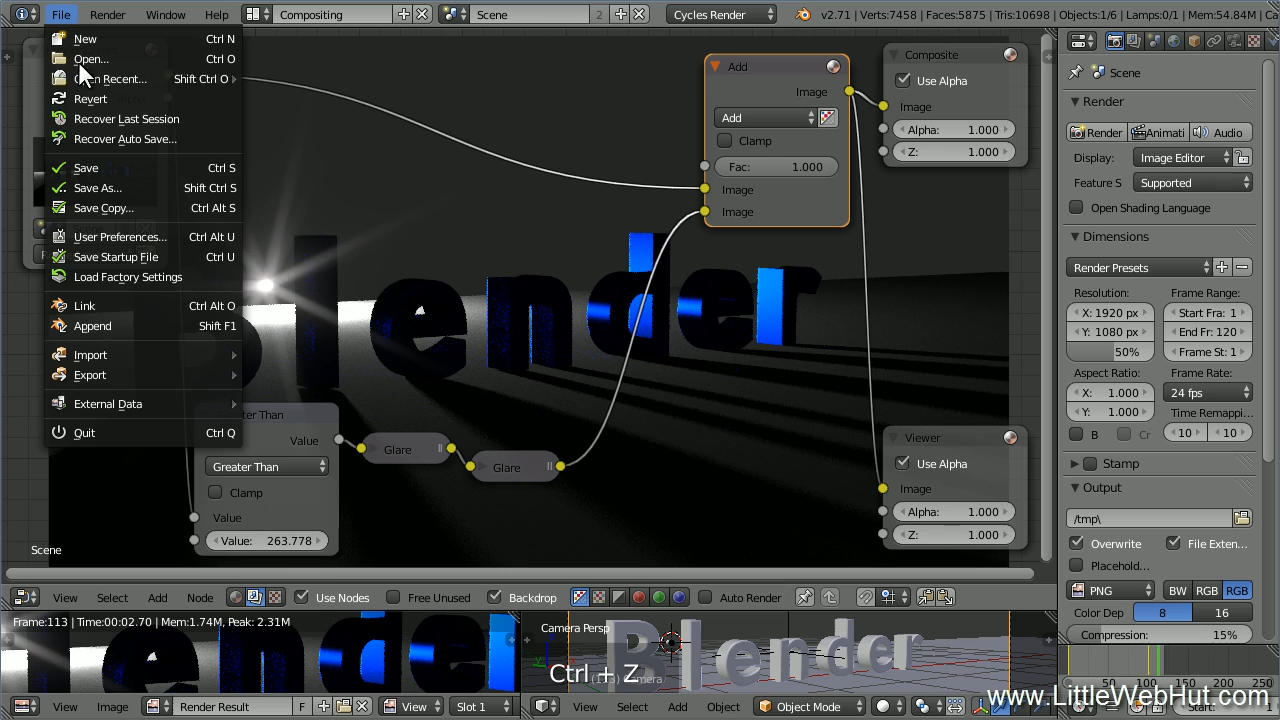 File Render Window Help Compositing Scene 2 Cycles Render v2.71 | Verts:7458 | Faces:5875 | Tris:10698 | Objects:1/6 | Lamps:0/1 | Mem:54.84M |
New Ctrl N
Open... Ctrl O
Open Recent... Shift Ctrl O
Revert
Recover Last Session
Recover Auto Save...
Save Ctrl S
Save As... Shift Ctrl S
Save Copy... Ctrl Alt S
User Preferences... Ctrl Alt U
Save Startup File Ctrl U
Load Factory Settings
Link Ctrl Alt O
Append Shift F1
Import
Export
External Data
Quit Ctrl Q
Add
Image
Add
Clamp
Fac: 1.000
Image
Image
Composite
Use Alpha
Image
Alpha: 1.000
Z: 1.000
Blender
Than
Value
Greater Than
Clamp
Value
Value: 263.778
Glare
Glare
Viewer
Use Alpha
Image
Alpha: 1.000
Z: 1.000
Scene
View Select Add Node Use Nodes Free Unused Backdrop Auto Render
Scene
Render
Render Animati Audio
Display: Image Editor
Feature S Supported
Open Shading Language
Dimensions
Render Presets
Resolution: Frame Range:
X: 1920 px Start Fra: 1
Y: 1080 px End Fr: 120
50% Frame St: 1
Aspect Ratio: Frame Rate:
X: 1.000 24 fps
Y: 1.000 Time Remappi...
B Cr 10 10
Stamp
Output
/tmp\
Overwrite File Exten...
Placehold...
PNG BW RGB RGB
Color Dep 8 16
Compression: 15%
Frame:113 | Time:00:02.70 | Mem:1.74M, Peak: 2.31M
lender
View Image Render Result F View Slot 1
Camera Persp
Blender
Ctrl + Z
View Select Add Object Object Mode
0 50 100 150 200 250
www.LittleWebHut.com